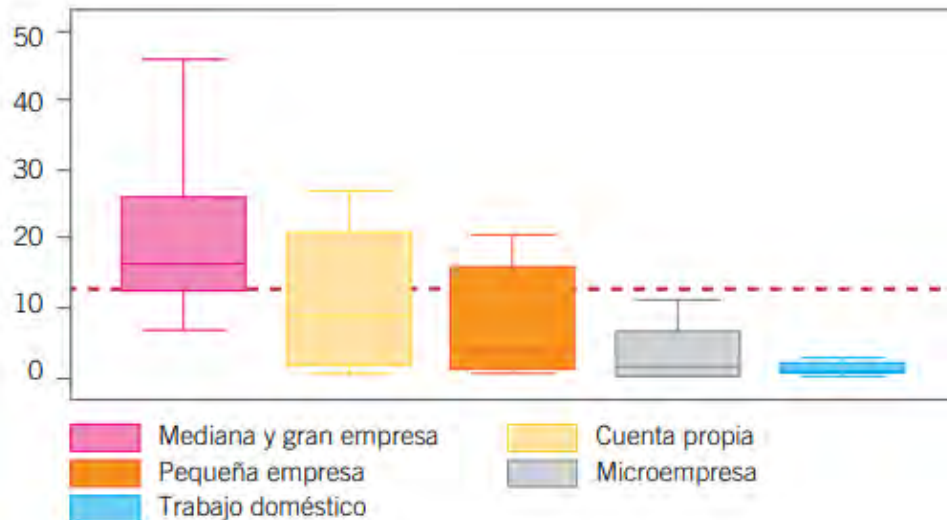 50
40
30
20
10
0
Mediana y gran empresa
Cuenta propia
Pequeña empresa
Microempresa
Trabajo doméstico